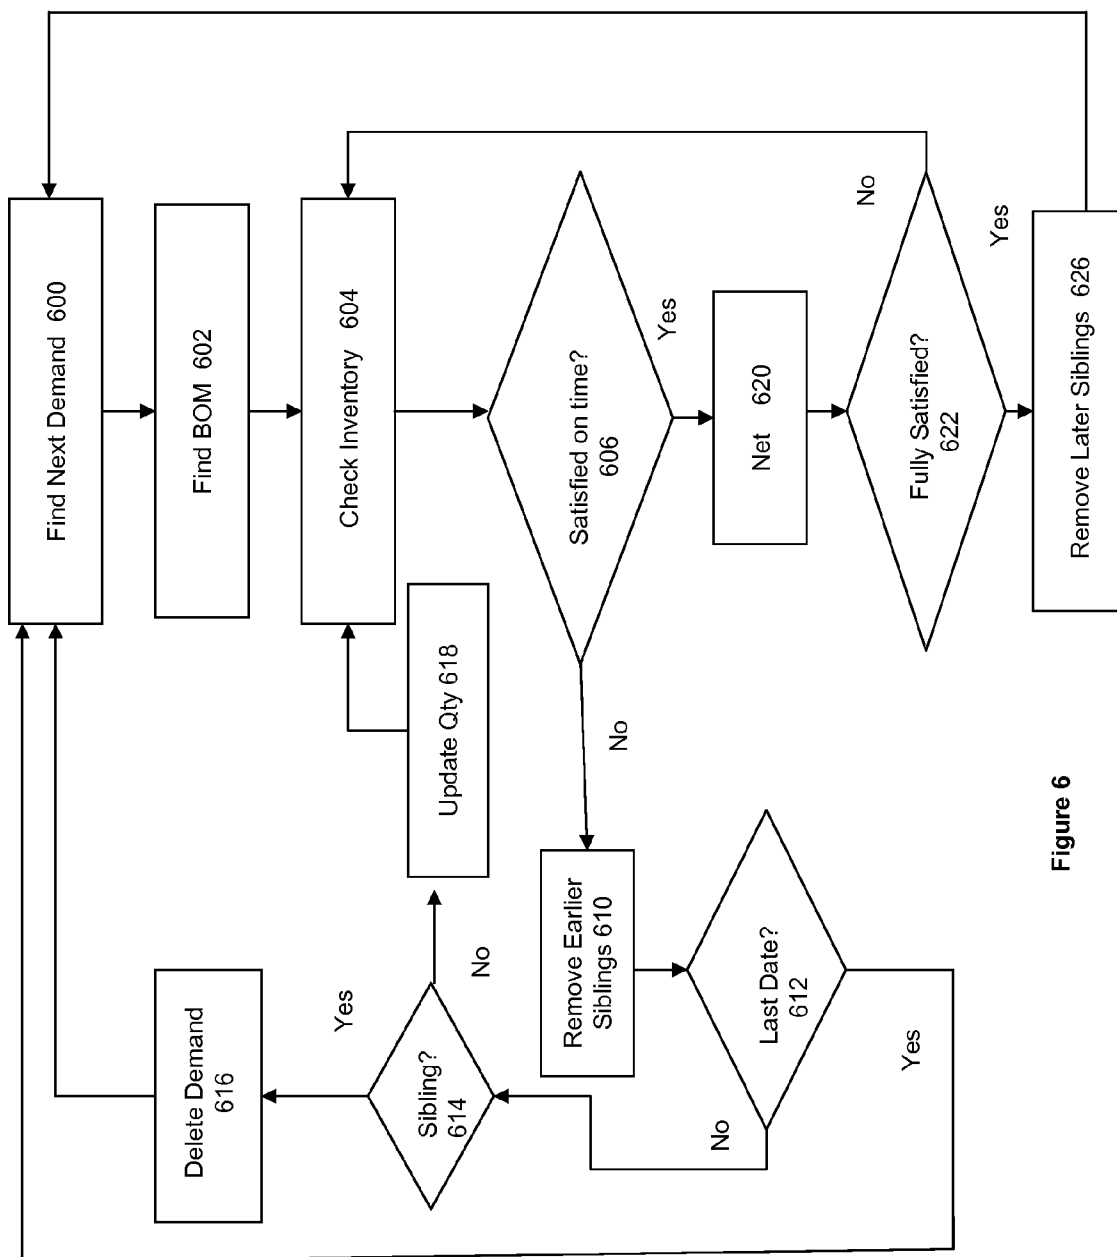 Find Next Demand 600
Find BOM 602
Check Inventory 604
Satisfied on time?
606
Yes
No
Net 620
Fully Satisfied?
622
No
Yes
Remove Later Siblings 626
Remove Earlier
Siblings 610
Last Date?
612
No
Yes
Sibling?
614
Yes
No
Delete Demand
616
Update Qty 618
Figure 6